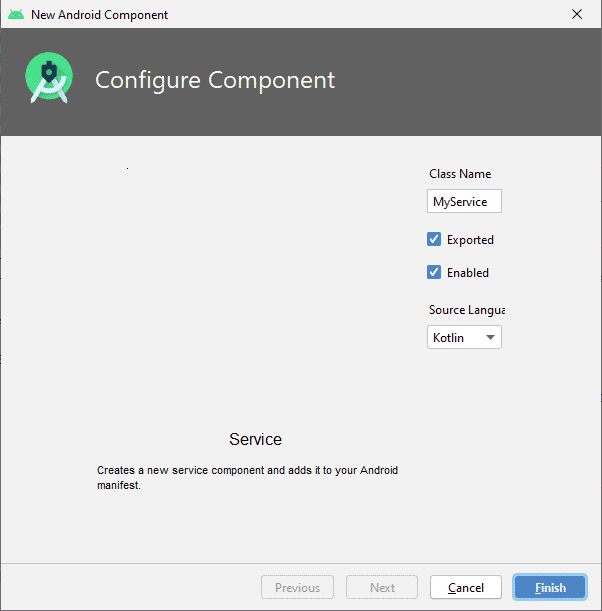 New Android Component
Configure Component
Class Name
MyService
Exported
Enabled
Source Langua
Kotlin
Service
Creates a new service component and adds it to your Android
manifest.
Previous
Next
Cancel
Finish